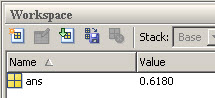 Workspace
Stack: Base
Name Value
ans 0.6180